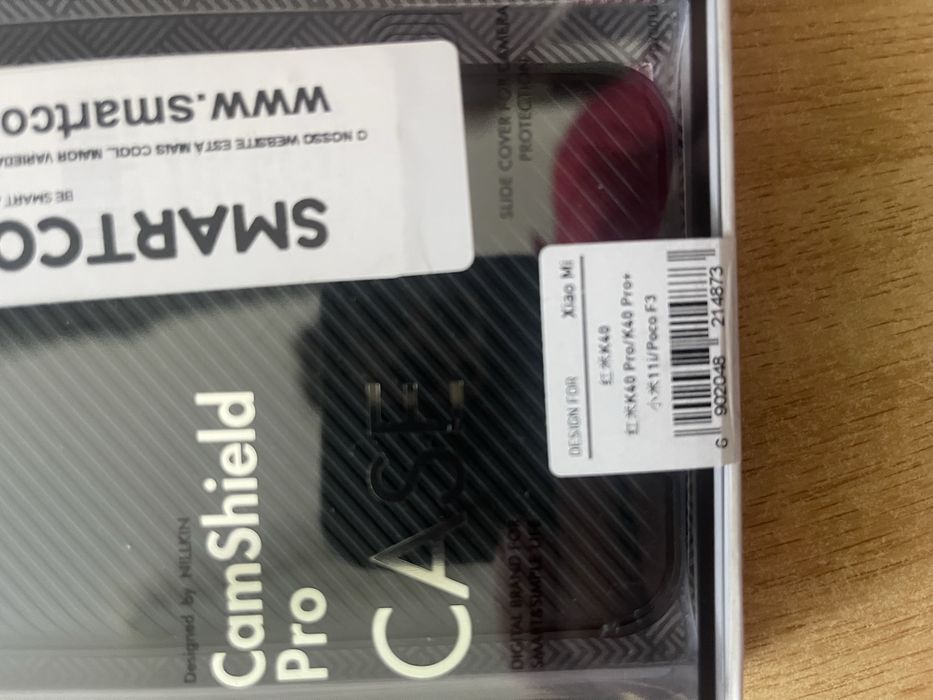 www.smartco
O NOSSO WEBSITE ESTÁ MAIS COOL, MAIOR VARIEDA
BE SMART
SMARTCO
SLIDE COVER FOR CAMERA
PROTECTION
DESIGN FOR Xiao Mi
红米K40
红米K40 Pro/K40 Pro+
小米11i/Poco F3
6 902048 214873
Designed by NILLKIN
CamShield
Pro
CASE
DIGITAL BRAND FOR
SMART&SIMPLE LIFE